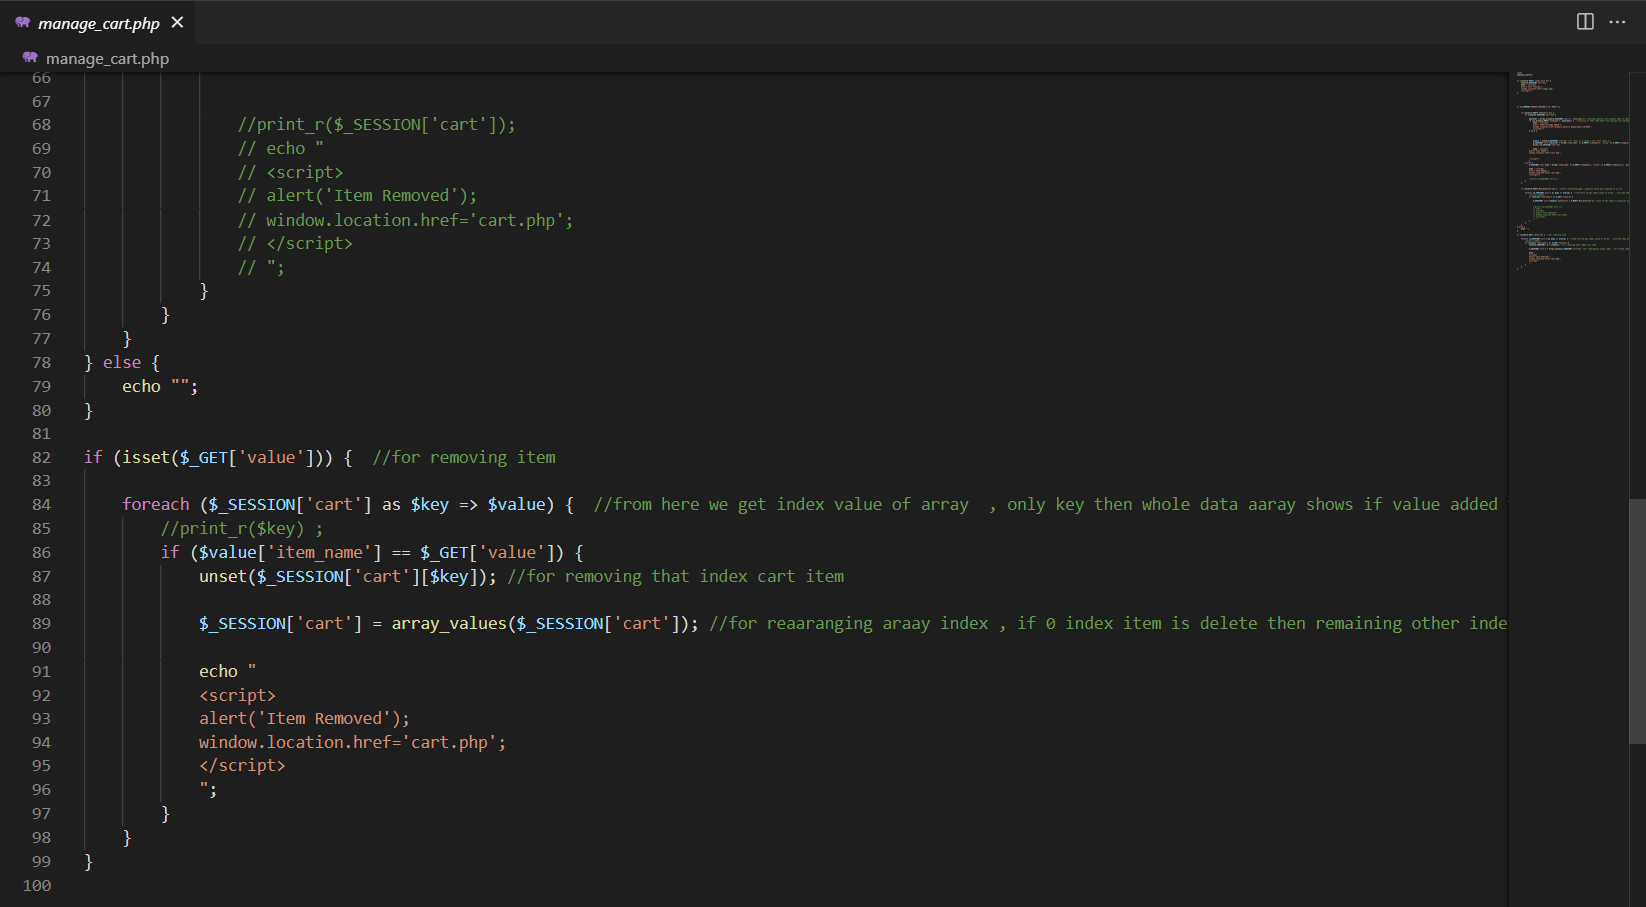 manage_cart.php
manage_cart.php
66
67
68 //print_r($_SESSION['cart']);
69 // echo "
70 // <script>
71 // alert('Item Removed');
72 // window.location.href='cart.php';
73 // </script>
74 // ";
75 }
76 }
77 }
78 } else {
79 echo "";
80 }
81
82 if (isset($_GET['value'])) { //for removing item
83
84 foreach ($_SESSION['cart'] as $key => $value) { //from here we get index value of array , only key then whole data aaray shows if value added
85 //print_r($key) ;
86 if ($value['item_name'] == $_GET['value']) {
87 unset($_SESSION['cart'][$key]); //for removing that index cart item
88
89 $_SESSION['cart'] = array_values($_SESSION['cart']); //for reaaranging araay index , if 0 index item is delete then remaining other inde
90
91 echo "
92 <script>
93 alert('Item Removed');
94 window.location.href='cart.php';
95 </script>
96 ";
97 }
98 }
99 }
100